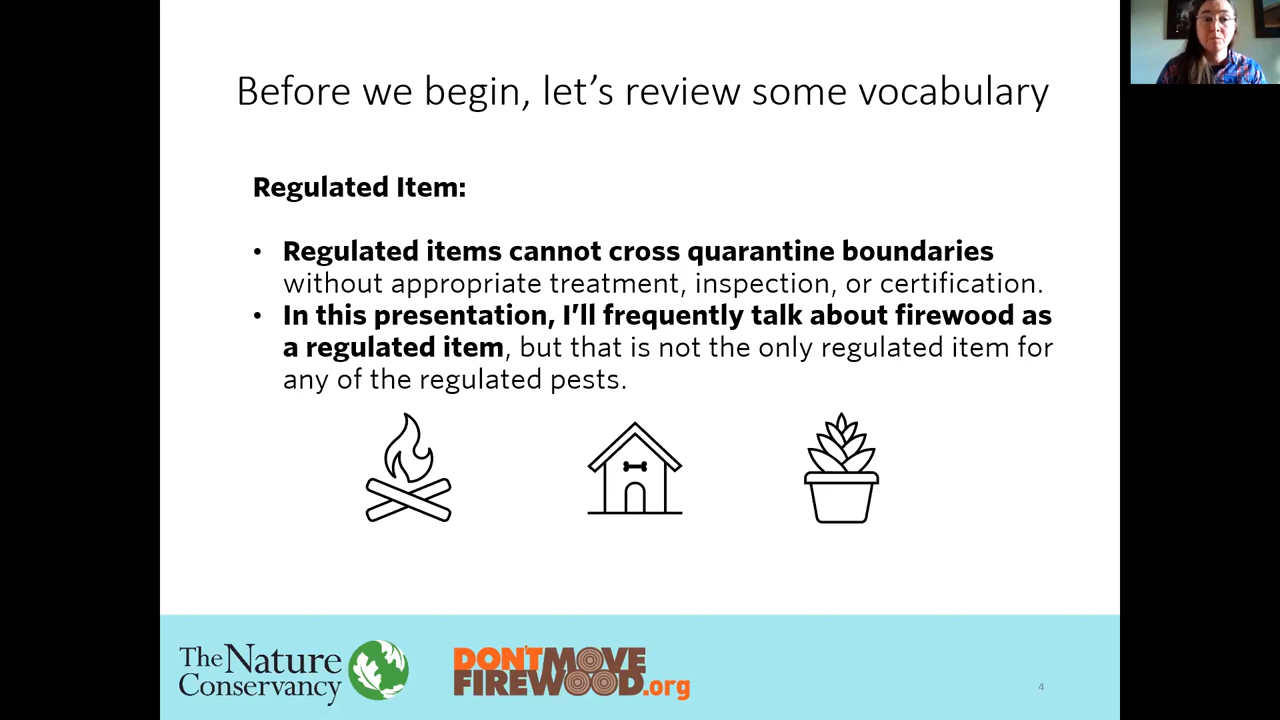 Before we begin, let’s review some vocabulary
Regulated Item:
• Regulated items cannot cross quarantine boundaries
without appropriate treatment, inspection, or certification.
• In this presentation, I’ll frequently talk about firewood as
a regulated item, but that is not the only regulated item for
any of the regulated pests.
The Nature
Conservancy
DON'T MOVE
FIREWOOD.org
4